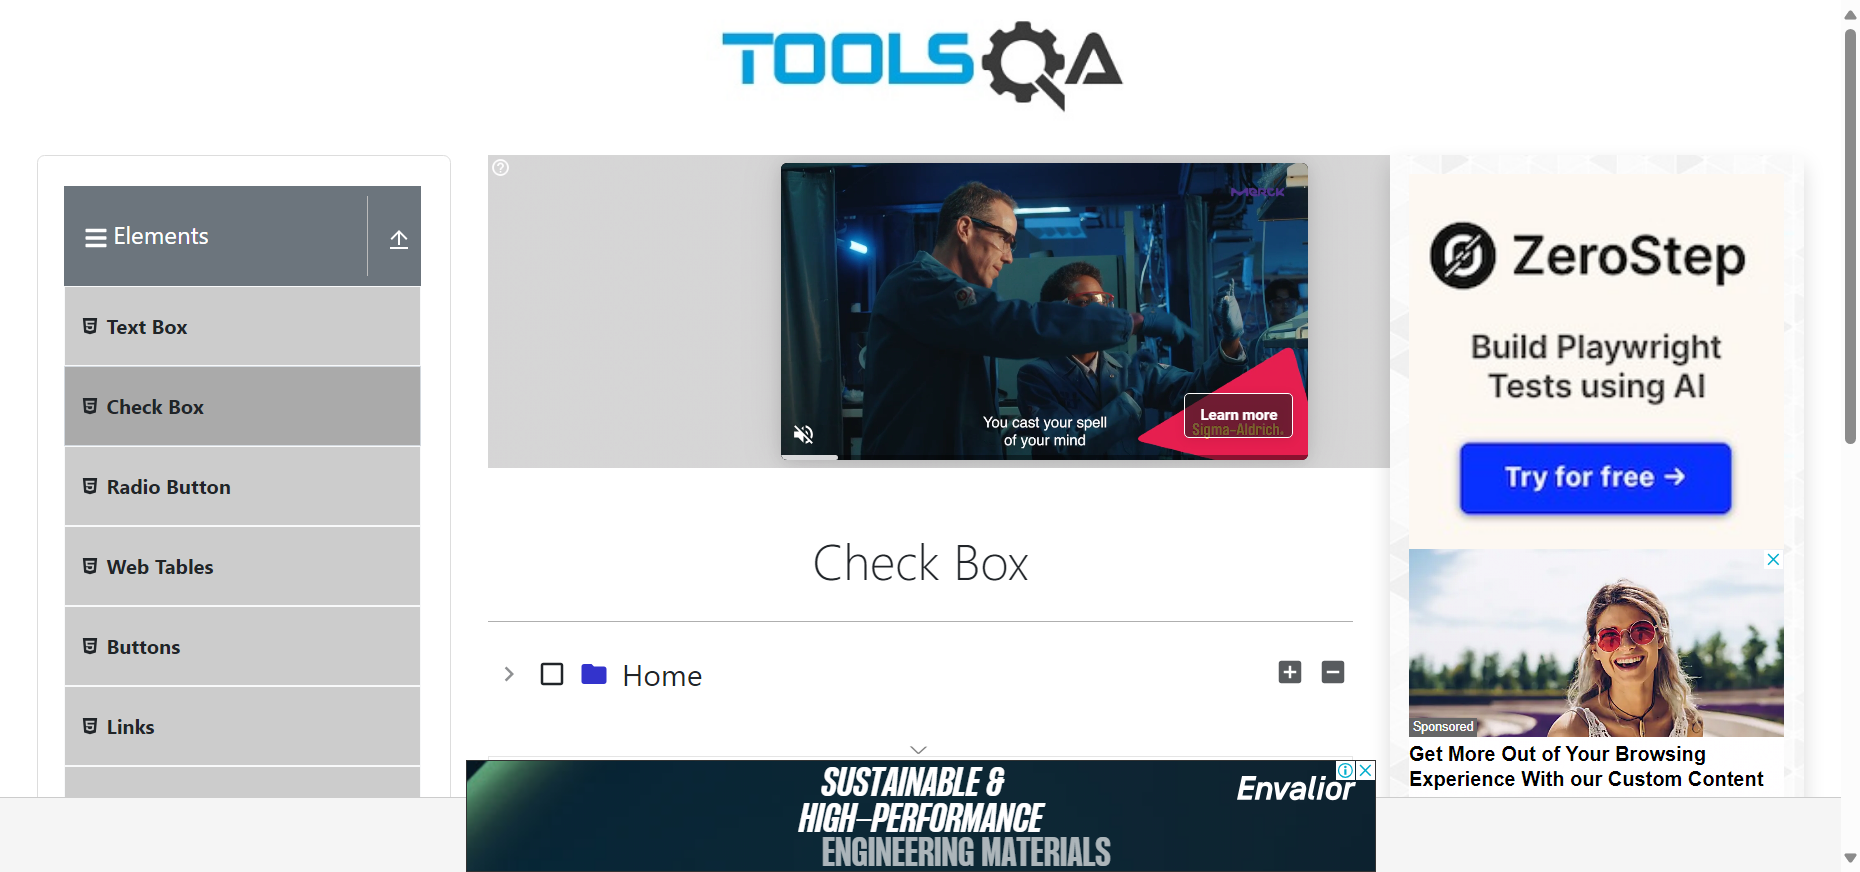 TOOLSQA
Elements
Text Box
Check Box
Radio Button
Web Tables
Buttons
Links
MERCK
You cast your spell
of your mind
Learn more
Sigma-Aldrich.
Check Box
Home
ZeroStep
Build Playwright
Tests using AI
Try for free →
Sponsored
Get More Out of Your Browsing
Experience With our Custom Content
SUSTAINABLE &
HIGH-PERFORMANCE
ENGINEERING MATERIALS
Envalior